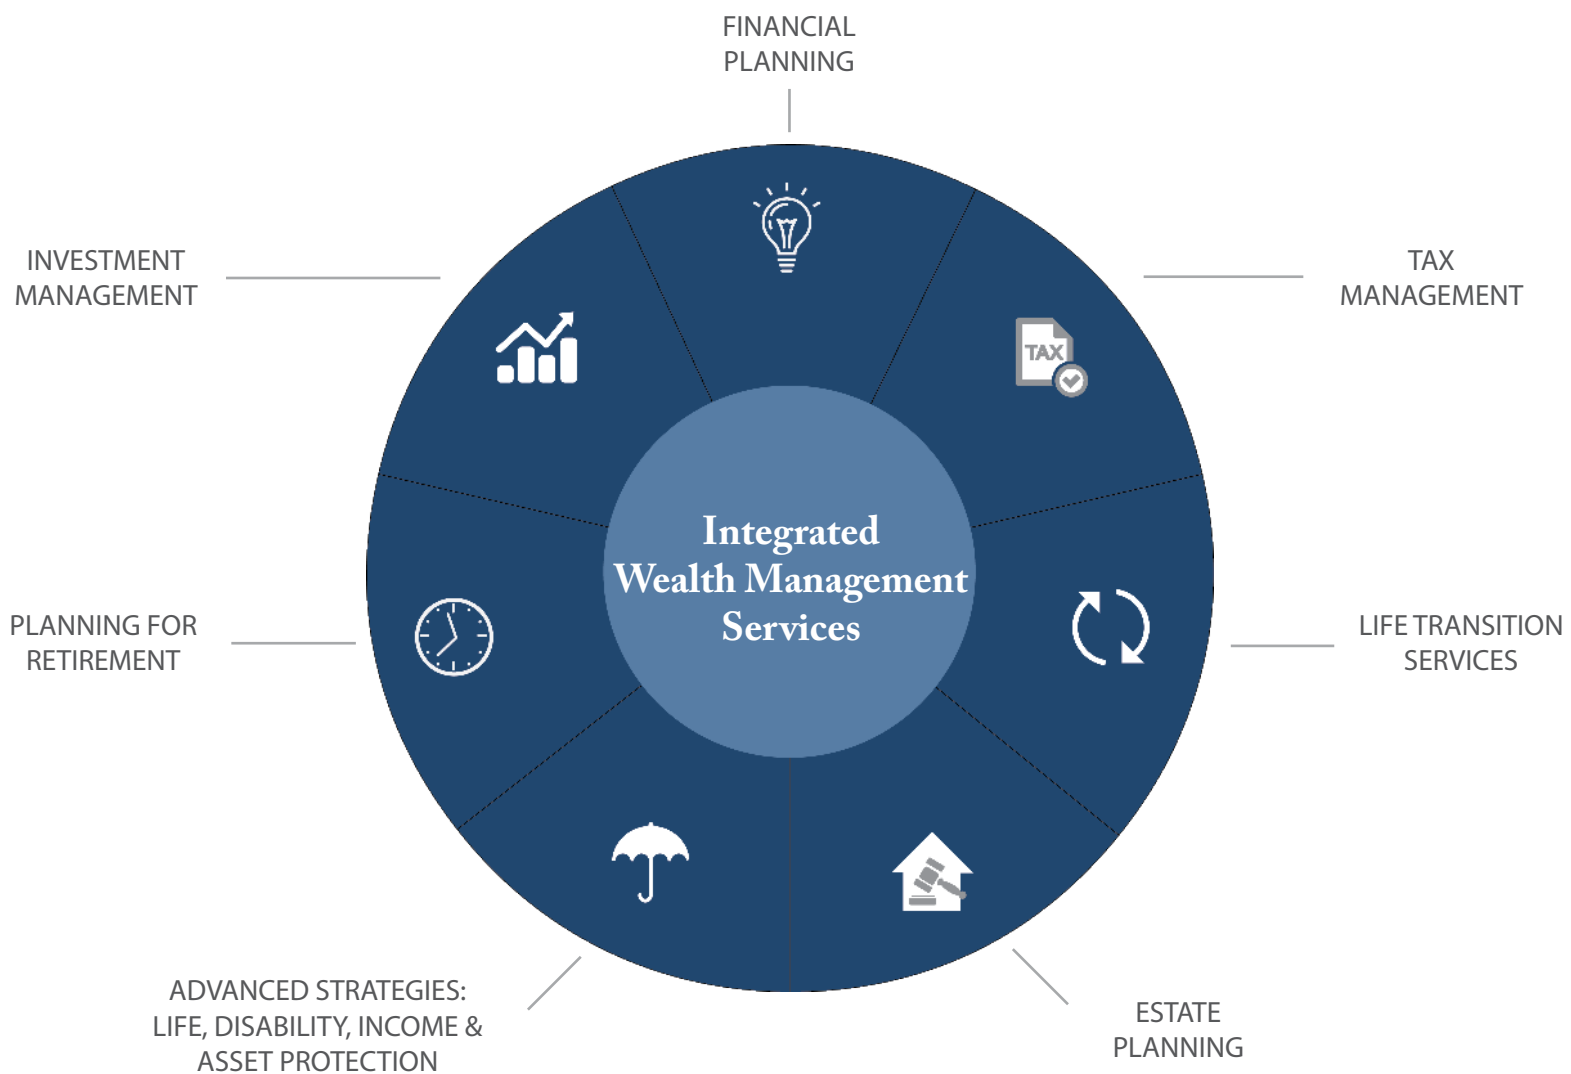 FINANCIAL
PLANNING
INVESTMENT
MANAGEMENT
TAX
MANAGEMENT
TAX
Integrated
Wealth Management
Services
PLANNING FOR
RETIREMENT
LIFE TRANSITION
SERVICES
ADVANCED STRATEGIES:
LIFE, DISABILITY, INCOME &
ASSET PROTECTION
ESTATE
PLANNING